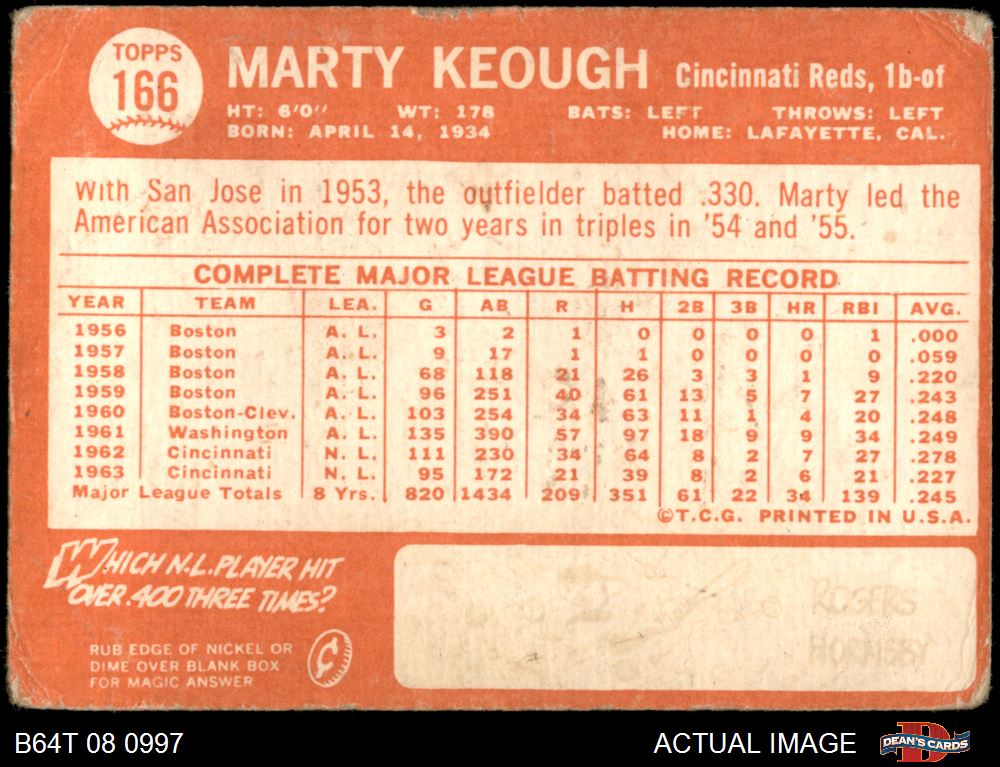 TOPPS
166
MARTY KEOUGH Cincinnati Reds, 1b-of
HT: 6'0" WT: 178 BATS: LEFT THROWS: LEFT
BORN: APRIL 14, 1934 HOME: LAFAYETTE, CAL.
With San Jose in 1953, the outfielder batted .330. Marty led the
American Association for two years in triples in '54 and '55.
COMPLETE MAJOR LEAGUE BATTING RECORD
YEAR TEAM LEA. G AB R H 2B 3B HR RBI AVG.
1956 Boston A. L. 3 2 1 0 0 0 0 1 .000
1957 Boston A. L. 9 17 1 1 0 0 0 0 .059
1958 Boston A. L. 68 118 21 26 3 3 1 9 .220
1959 Boston A. L. 96 251 40 61 13 5 7 27 .243
1960 Boston-Clev. A. L. 103 254 34 63 11 1 4 20 .248
1961 Washington A. L. 135 390 57 97 18 9 9 34 .249
1962 Cincinnati N. L. 111 230 34 64 8 2 7 27 .278
1963 Cincinnati N. L. 95 172 21 39 8 2 6 21 .227
Major League Totals 8 Yrs. 820 1434 209 351 61 22 34 139 .245
©T.C.G. PRINTED IN U.S.A.
WHICH N.L. PLAYER HIT
OVER .400 THREE TIMES?
RUB EDGE OF NICKEL OR
DIME OVER BLANK BOX
FOR MAGIC ANSWER
¢
ROGERS
HORNSBY
B64T 08 0997 ACTUAL IMAGE
D
DEAN'S CARDS